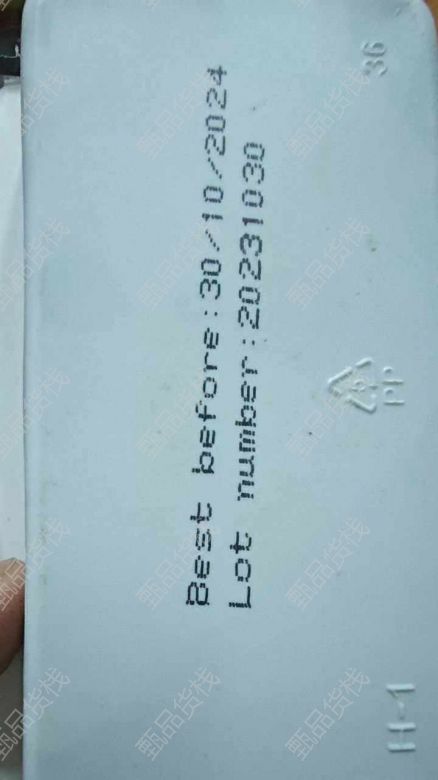 Best before:30/10/2024
Lot number:20231030
36
PP
H-1
甄品货栈